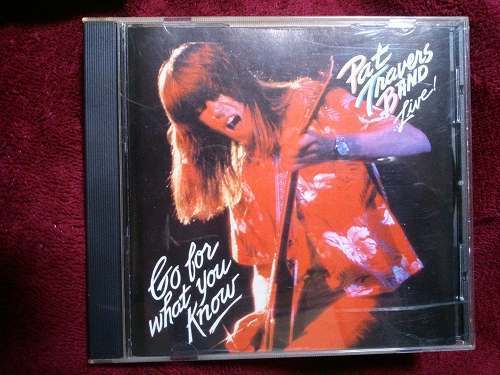 Pat
Travers
BAND
Live!
Go for
what you
Know